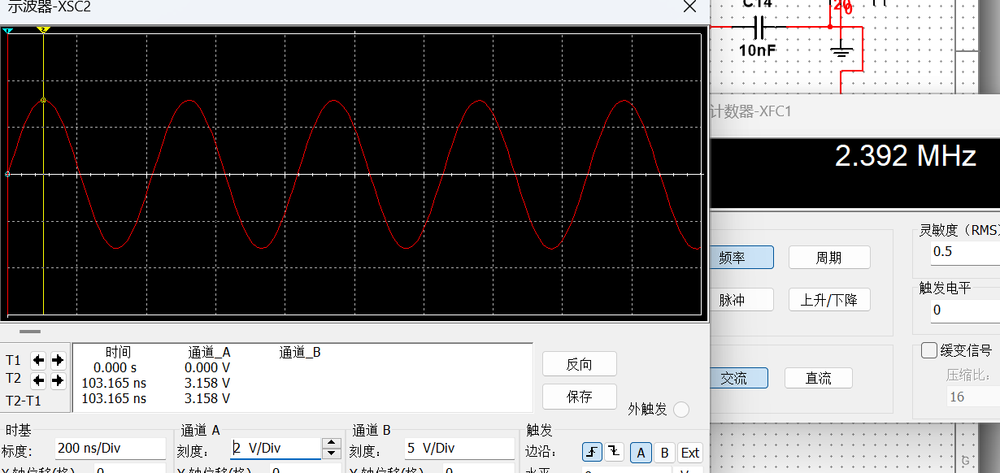 示波器-XSC2
C14
20
10nF
计数器-XFC1
2.392 MHz
灵敏度（RMS）
0.5
频率
周期
触发电平
0
脉冲
上升/下降
缓变信号
交流
直流
压缩比:
16
T1
T2
T2-T1
时间 通道_A 通道_B
0.000 s 0.000 V
103.165 ns 3.158 V
103.165 ns 3.158 V
反向
保存
外触发
时基
标度: 200 ns/Div
通道 A
刻度: 2 V/Div
通道 B
刻度: 5 V/Div
触发
边沿:
A B Ext
X 轴位移(格) 0
Y 轴位移(格) 0
Y 轴位移(格) 0
水平
G